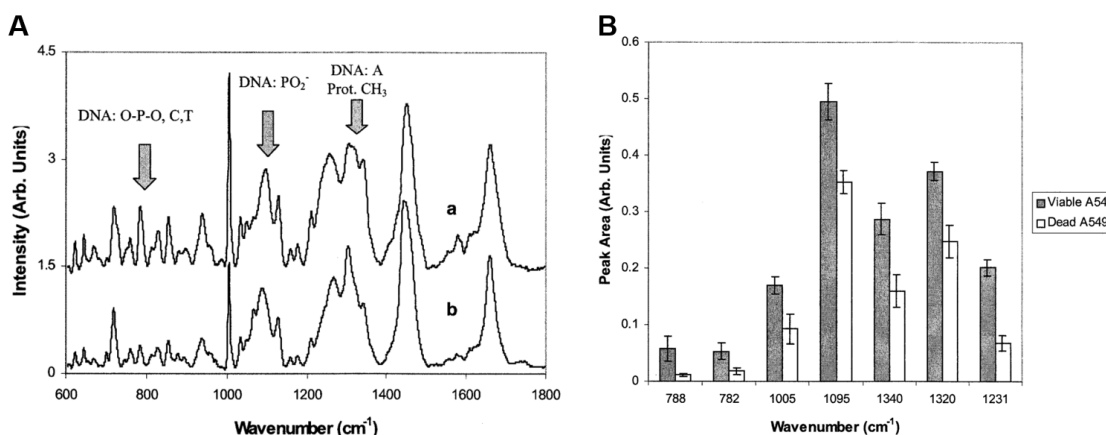 A
4.5
3
1.5
0
Intensity (Arb. Units)
DNA: O-P-O, C,T
DNA: PO₂⁻
DNA: A
Prot. CH₃
a
b
600 800 1000 1200 1400 1600 1800
Wavenumber (cm⁻¹)
B
0.6
0.5
0.4
0.3
0.2
0.1
0
Peak Area (Arb. Units)
788 782 1005 1095 1340 1320 1231
Wavenumber (cm⁻¹)
Viable A54
Dead A549